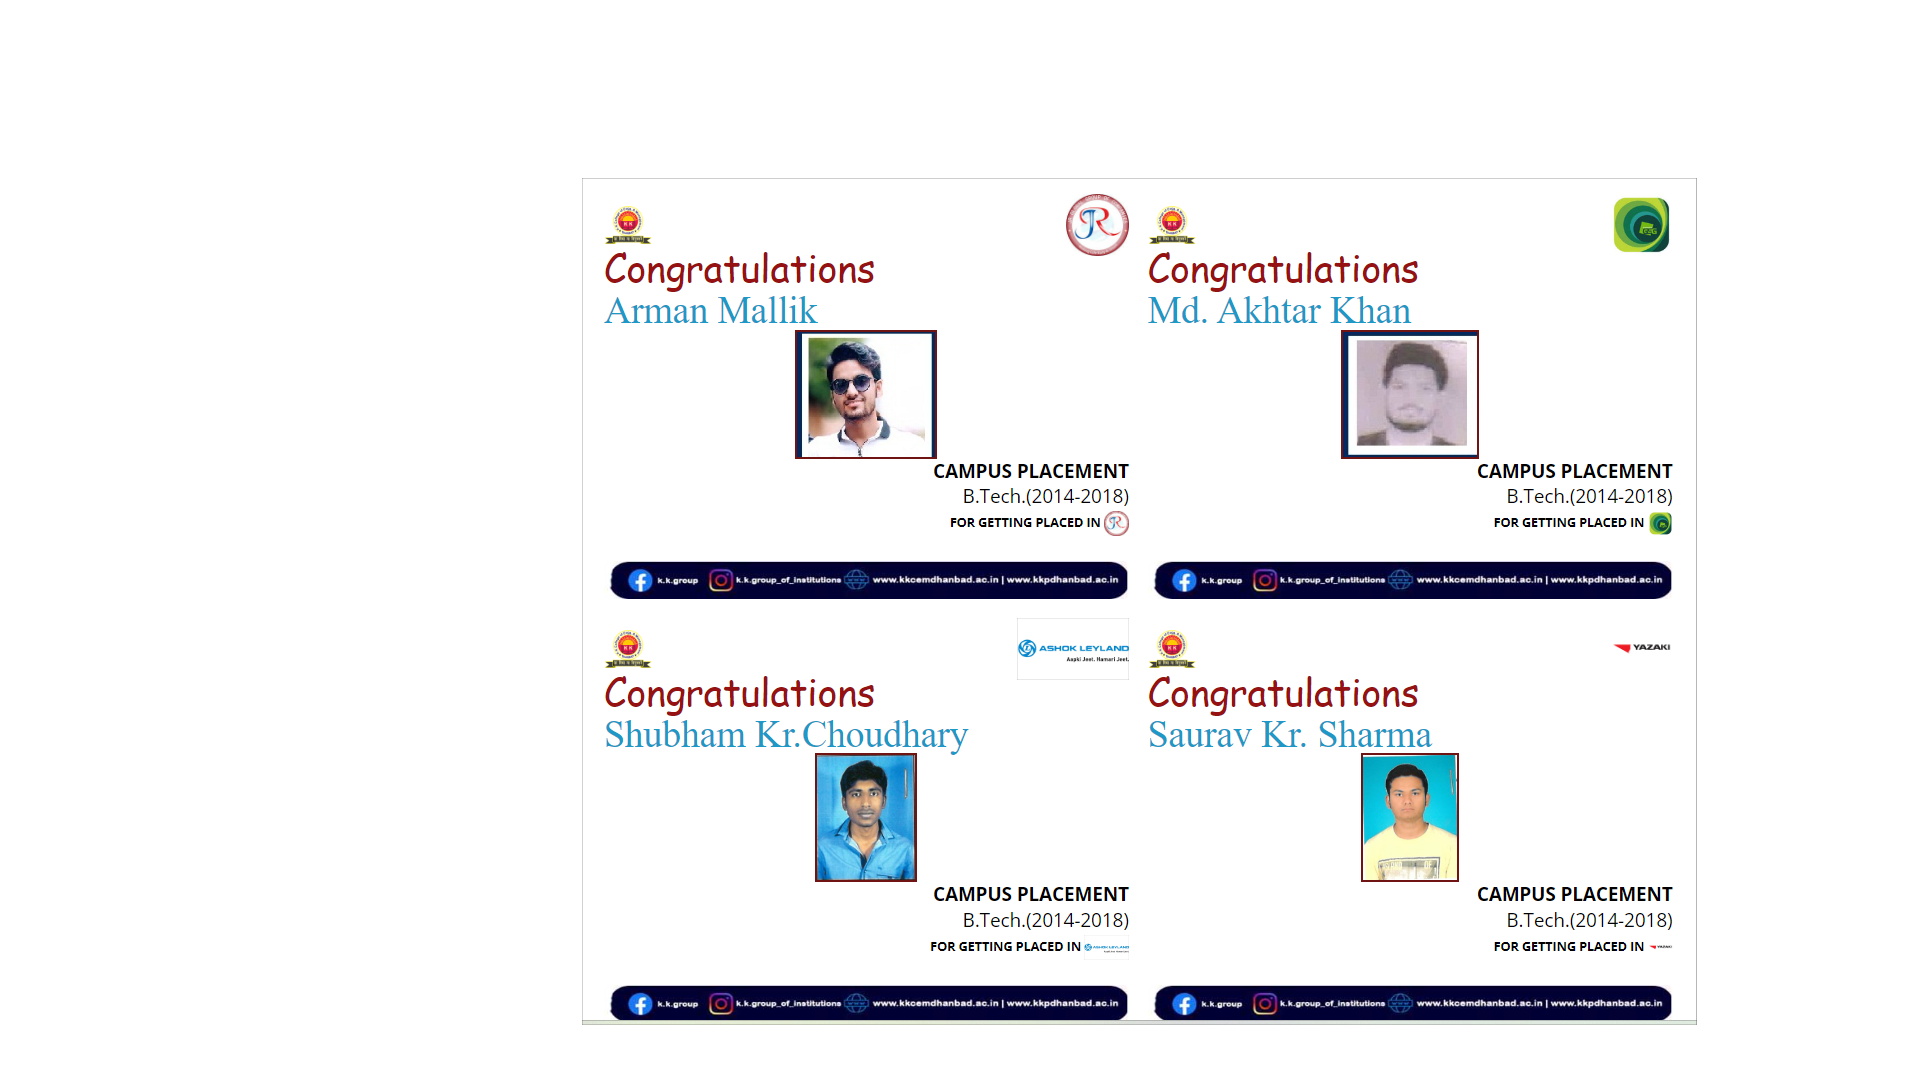 Congratulations
Arman Mallik
CAMPUS PLACEMENT
B.Tech.(2014-2018)
FOR GETTING PLACED IN
k.k.group k.k.group_of_institutions www.kkcemdhanbad.ac.in | www.kkpdhanbad.ac.in
Congratulations
Md. Akhtar Khan
CAMPUS PLACEMENT
B.Tech.(2014-2018)
FOR GETTING PLACED IN
k.k.group k.k.group_of_institutions www.kkcemdhanbad.ac.in | www.kkpdhanbad.ac.in
ASHOK LEYLAND
Aapki Jeet. Hamari Jeet.
Congratulations
Shubham Kr.Choudhary
CAMPUS PLACEMENT
B.Tech.(2014-2018)
FOR GETTING PLACED IN ASHOK LEYLAND
k.k.group k.k.group_of_institutions www.kkcemdhanbad.ac.in | www.kkpdhanbad.ac.in
YAZAKI
Congratulations
Saurav Kr. Sharma
CAMPUS PLACEMENT
B.Tech.(2014-2018)
FOR GETTING PLACED IN YAZAKI
k.k.group k.k.group_of_institutions www.kkcemdhanbad.ac.in | www.kkpdhanbad.ac.in